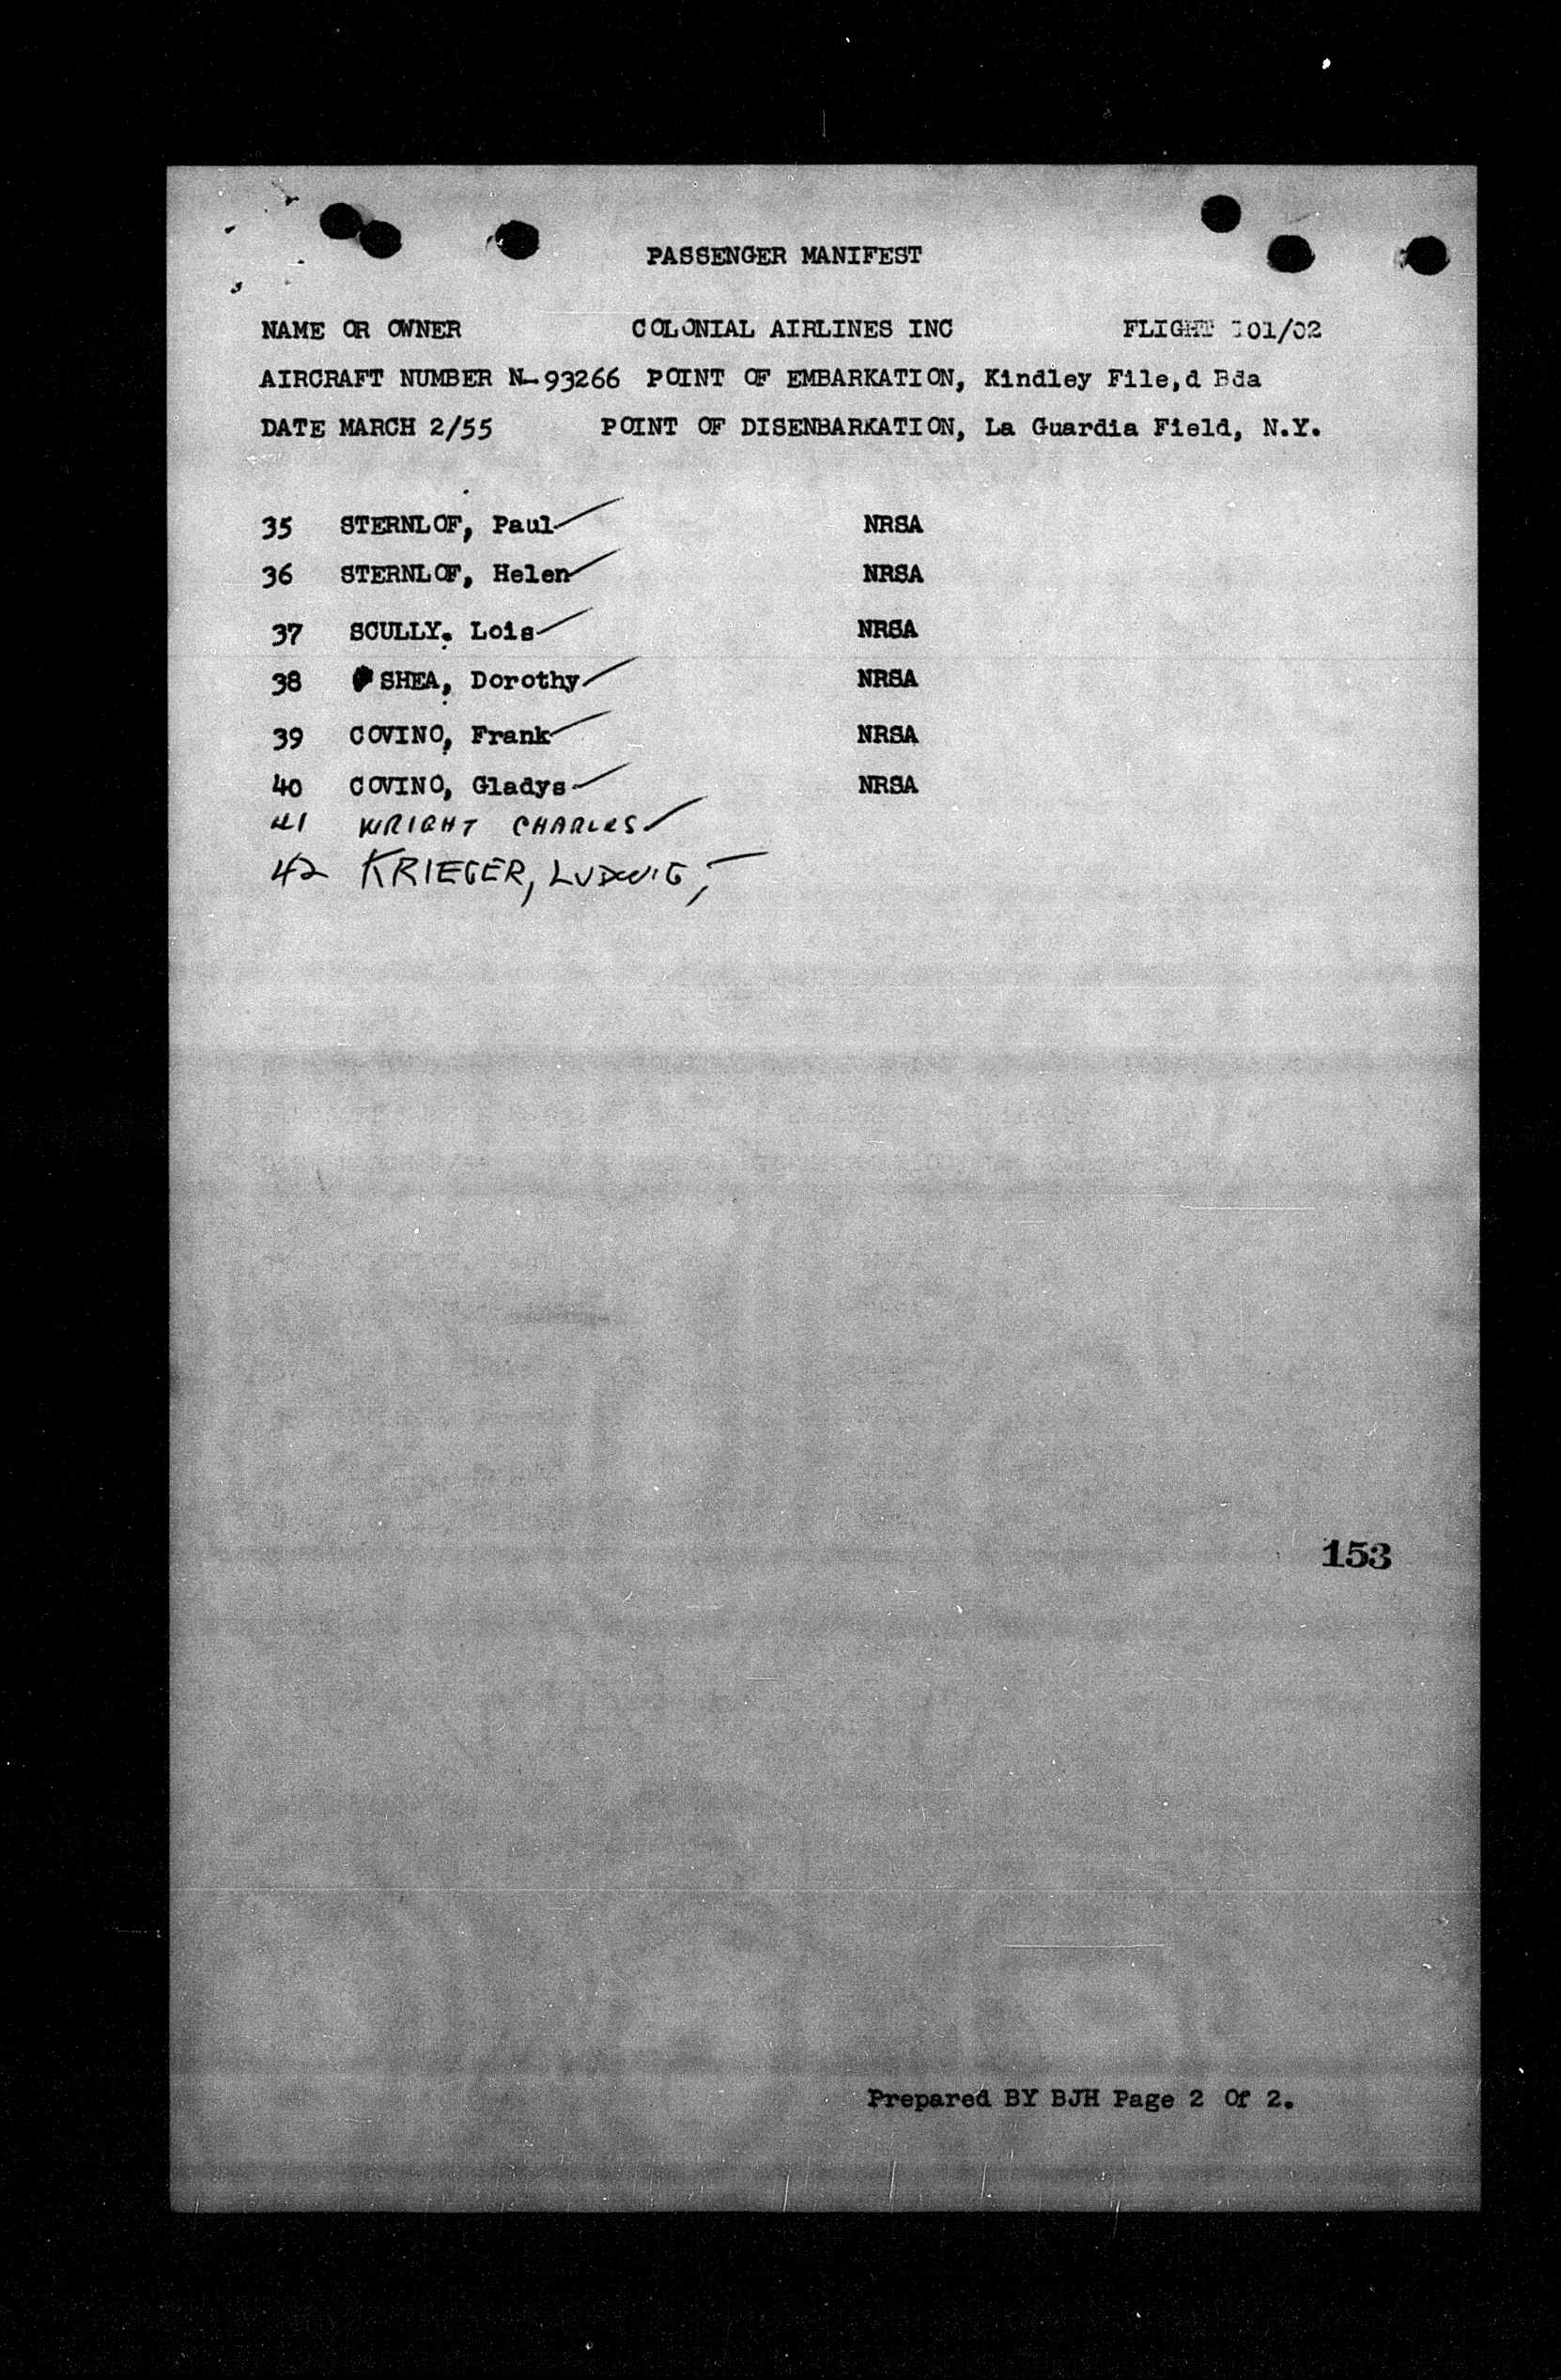 PASSENGER MANIFEST
NAME OR OWNER COLONIAL AIRLINES INC FLIGHT 101/02
AIRCRAFT NUMBER N-93266 POINT OF EMBARKATION, Kindley File,d Bda
DATE MARCH 2/55 POINT OF DISENBARKATION, La Guardia Field, N.Y.
35 STERNLOF, Paul NRSA
36 STERNLOF, Helen NRSA
37 SCULLY. Lois NRSA
38 SHEA, Dorothy NRSA
39 COVINO, Frank NRSA
40 COVINO, Gladys NRSA
41 WRIGHT CHARLES
42 KRIEGER, LUDWIG,
153
Prepared BY BJH Page 2 Of 2.